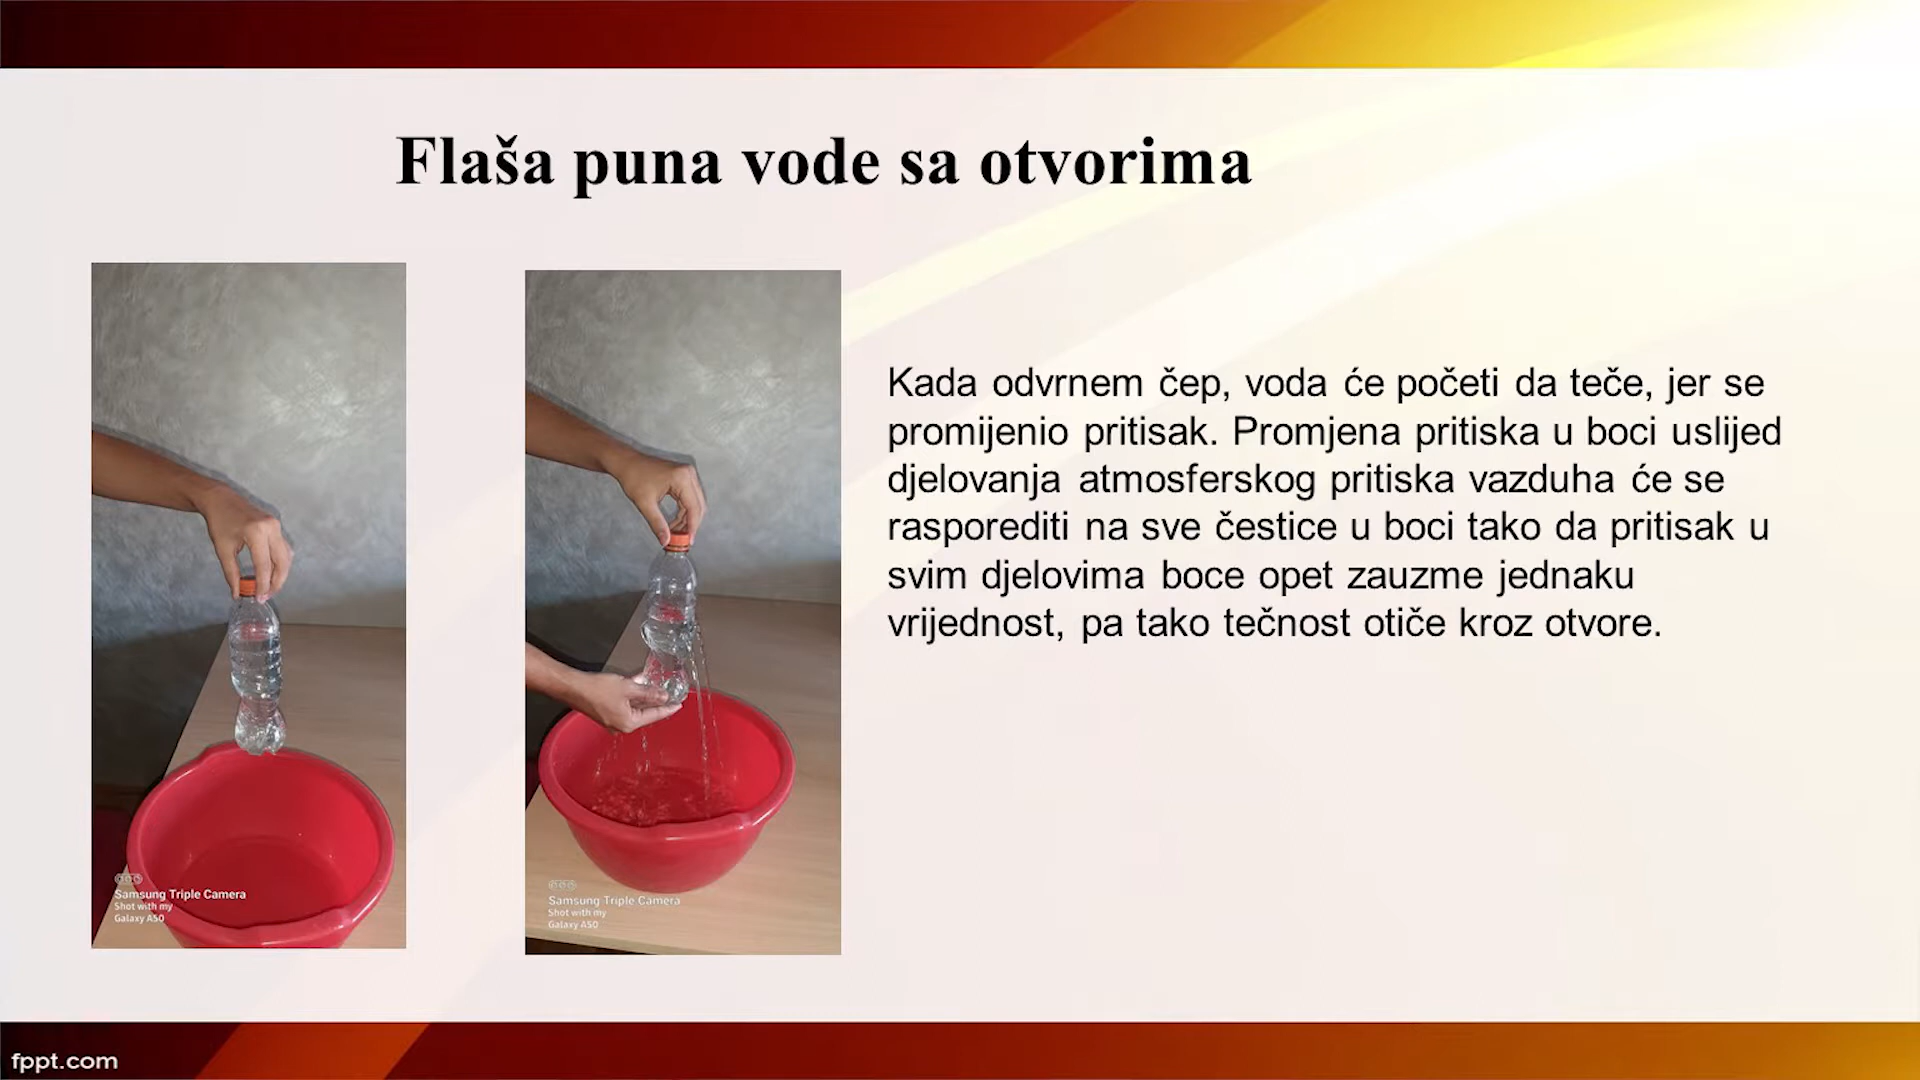 Flaša puna vode sa otvorima
Kada odvrnem čep, voda će početi da teče, jer se
promijenio pritisak. Promjena pritiska u boci uslijed
djelovanja atmosferskog pritiska vazduha će se
rasporediti na sve čestice u boci tako da pritisak u
svim djelovima boce opet zauzme jednaku
vrijednost, pa tako tečnost otiče kroz otvore.
Samsung Triple Camera
Shot with my
Galaxy A50
Samsung Triple Camera
Shot with my
Galaxy A50
fppt.com